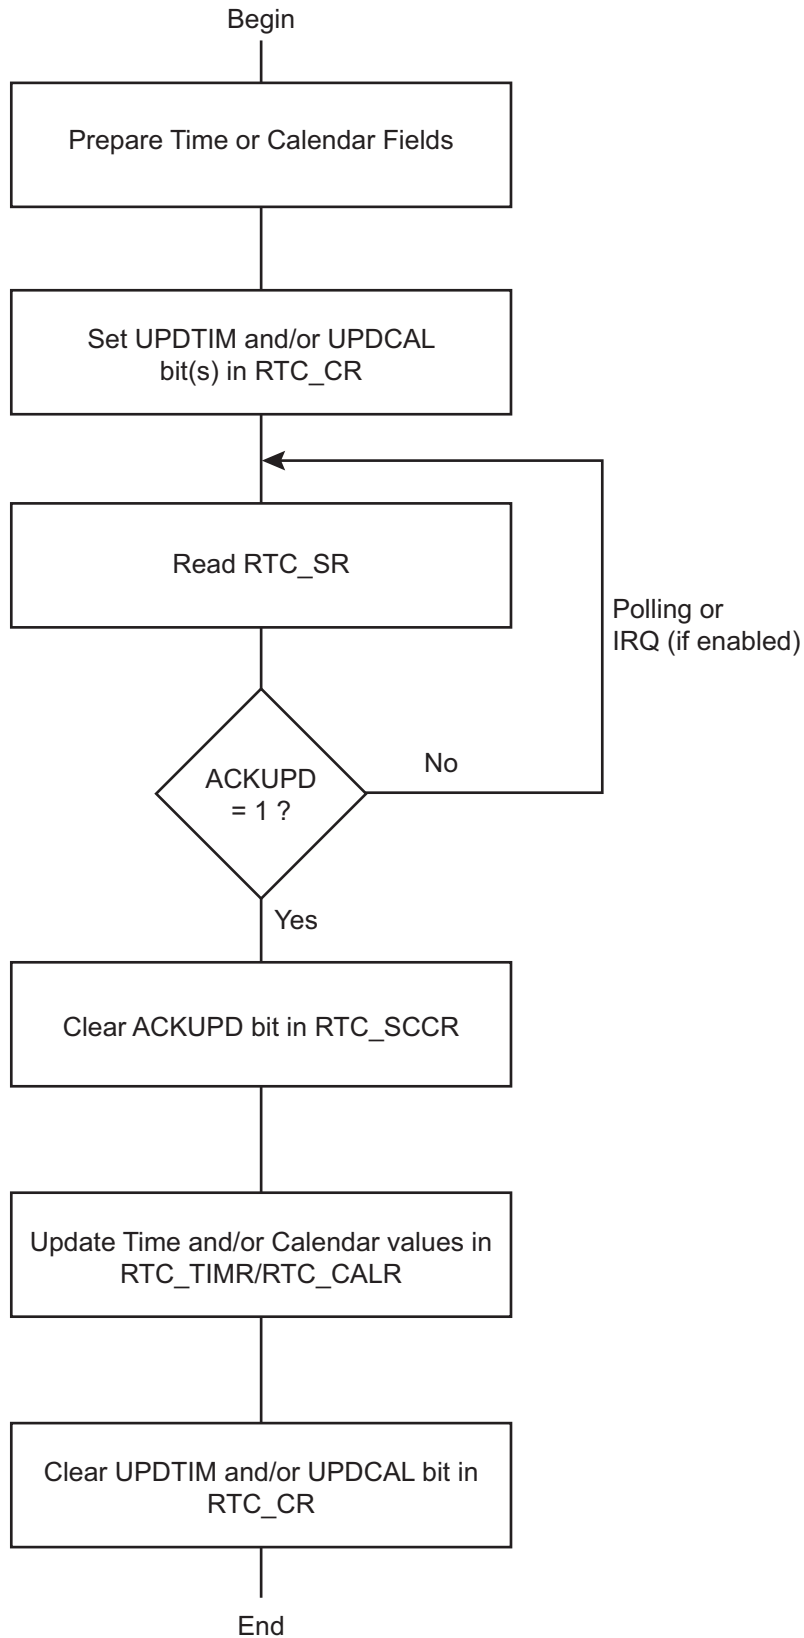 Begin
Prepare Time or Calendar Fields
Set UPDTIM and/or UPDCAL
bit(s) in RTC_CR
Read RTC_SR
Polling or
IRQ (if enabled)
ACKUPD
= 1 ?
No
Yes
Clear ACKUPD bit in RTC_SCCR
Update Time and/or Calendar values in
RTC_TIMR/RTC_CALR
Clear UPDTIM and/or UPDCAL bit in
RTC_CR
End